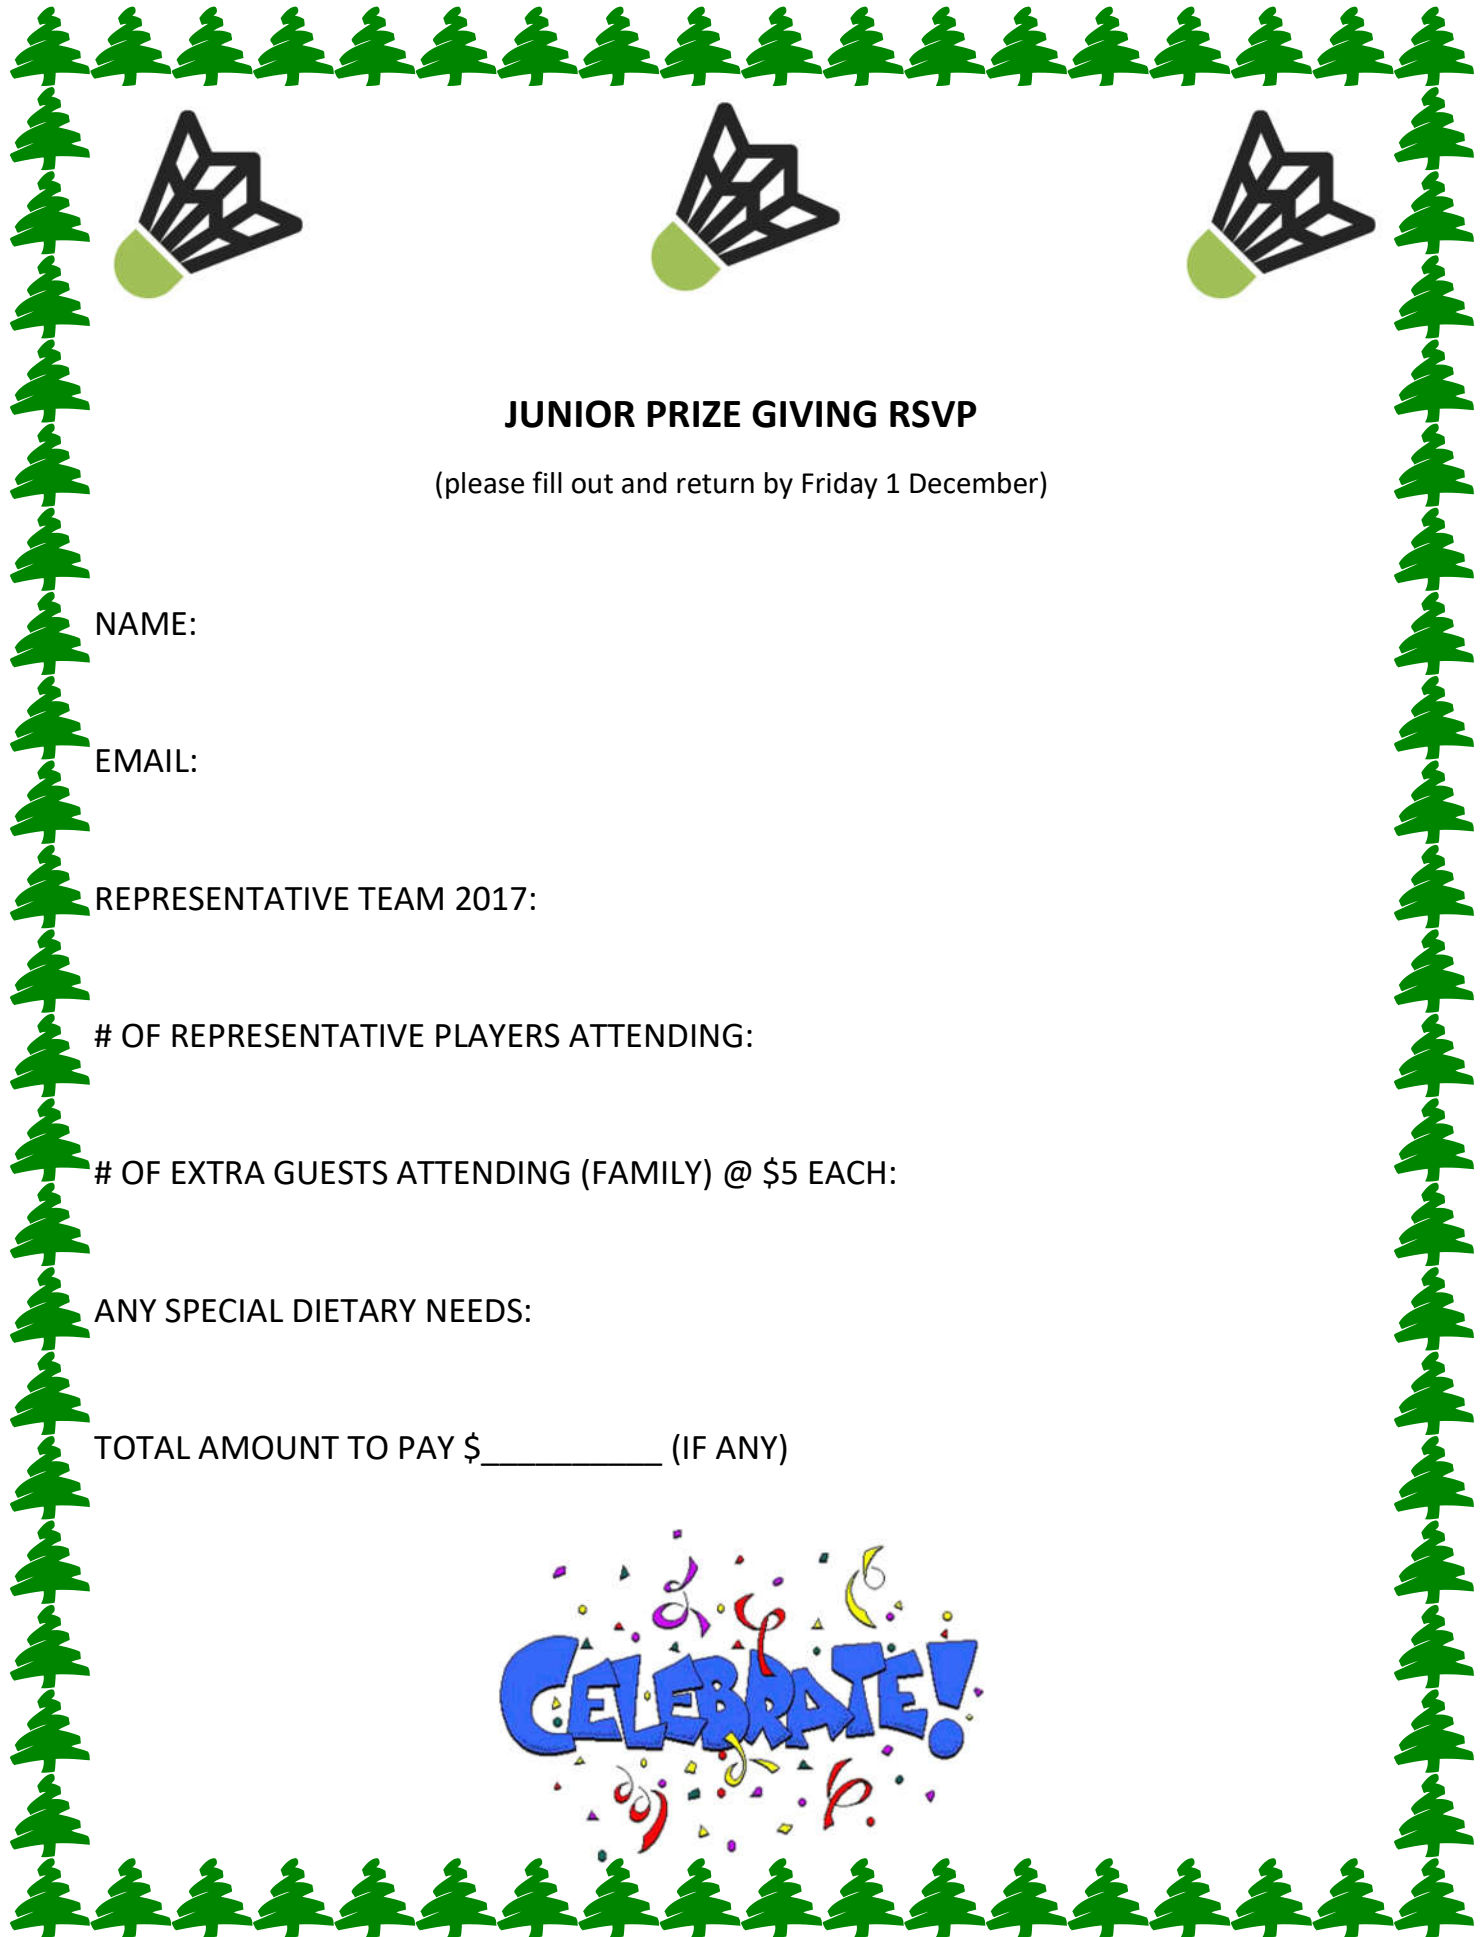 JUNIOR PRIZE GIVING RSVP
(please fill out and return by Friday 1 December)
NAME:
EMAIL:
REPRESENTATIVE TEAM 2017:
# OF REPRESENTATIVE PLAYERS ATTENDING:
# OF EXTRA GUESTS ATTENDING (FAMILY) @ $5 EACH:
ANY SPECIAL DIETARY NEEDS:
TOTAL AMOUNT TO PAY $__________ (IF ANY)
CELEBRATE!